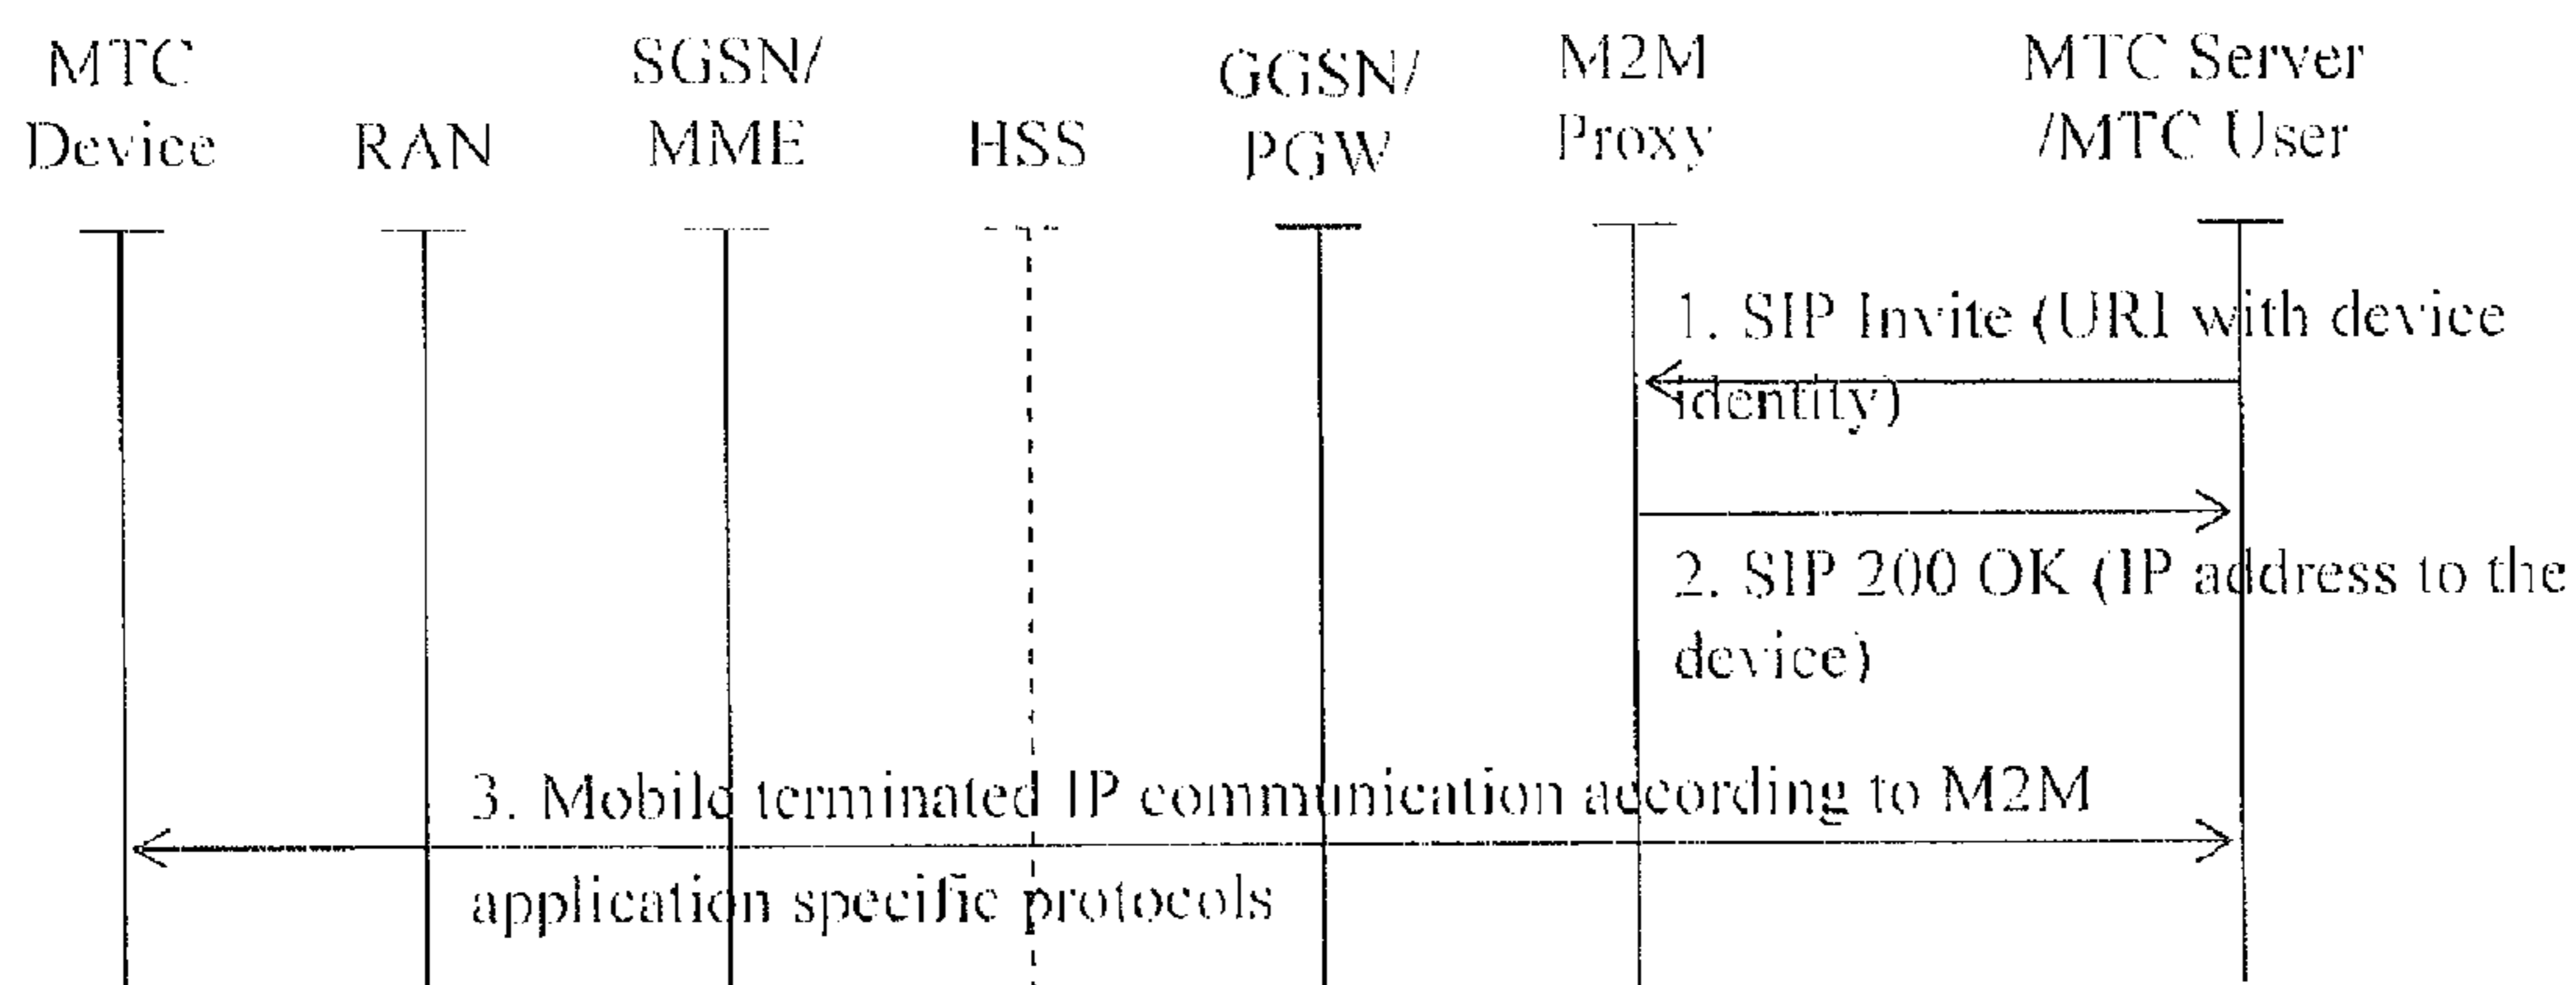 MTC
Device
RAN
SGSN/
MME
HSS
GGSN/
PGW
M2M
Proxy
MTC Server
/MTC User
1. SIP Invite (URI with device
identity)
2. SIP 200 OK (IP address to the
device)
3. Mobile terminated IP communication according to M2M
application specific protocols